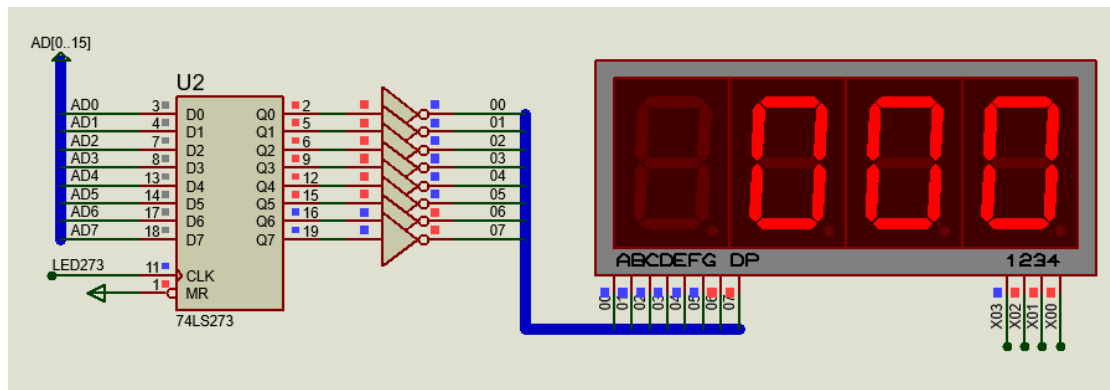 AD[0..15]
U2
AD0 3 D0 Q0 2 00
AD1 4 D1 Q1 5 01
AD2 7 D2 Q2 6 02
AD3 8 D3 Q3 9 03
AD4 13 D4 Q4 12 04
AD5 14 D5 Q5 15 05
AD6 17 D6 Q6 16 06
AD7 18 D7 Q7 19 07
LED273 11 CLK
1 MR
74LS273
000
ABCDEFG DP 1234
00 01 02 03 04 05 06 07 X03 X02 X01 X00